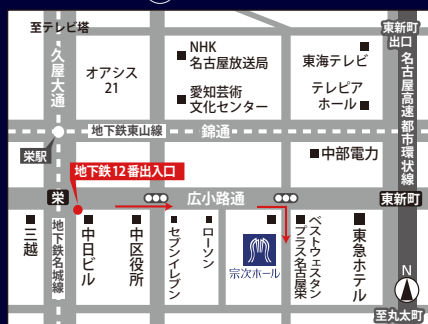 至テレビ塔
東新町
出口
久屋大通
オアシス
21
NHK
名古屋放送局
愛知芸術
文化センター
東海テレビ
テレピア
ホール
名古屋高速都市環状線
地下鉄東山線
錦通
栄駅
中部電力
地下鉄12番出入口
栄
広小路通
東新町
三越
地下鉄名城線
中日ビル
中区役所
セブンイレブン
ローソン
宗次ホール
ベストウェスタン
プラス名古屋栄
東急ホテル
N
至丸太町